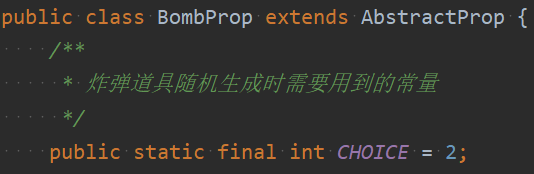 public class BombProp extends AbstractProp {
/**
* 炸弹道具随机生成时需要用到的常量
*/
public static final int CHOICE = 2;